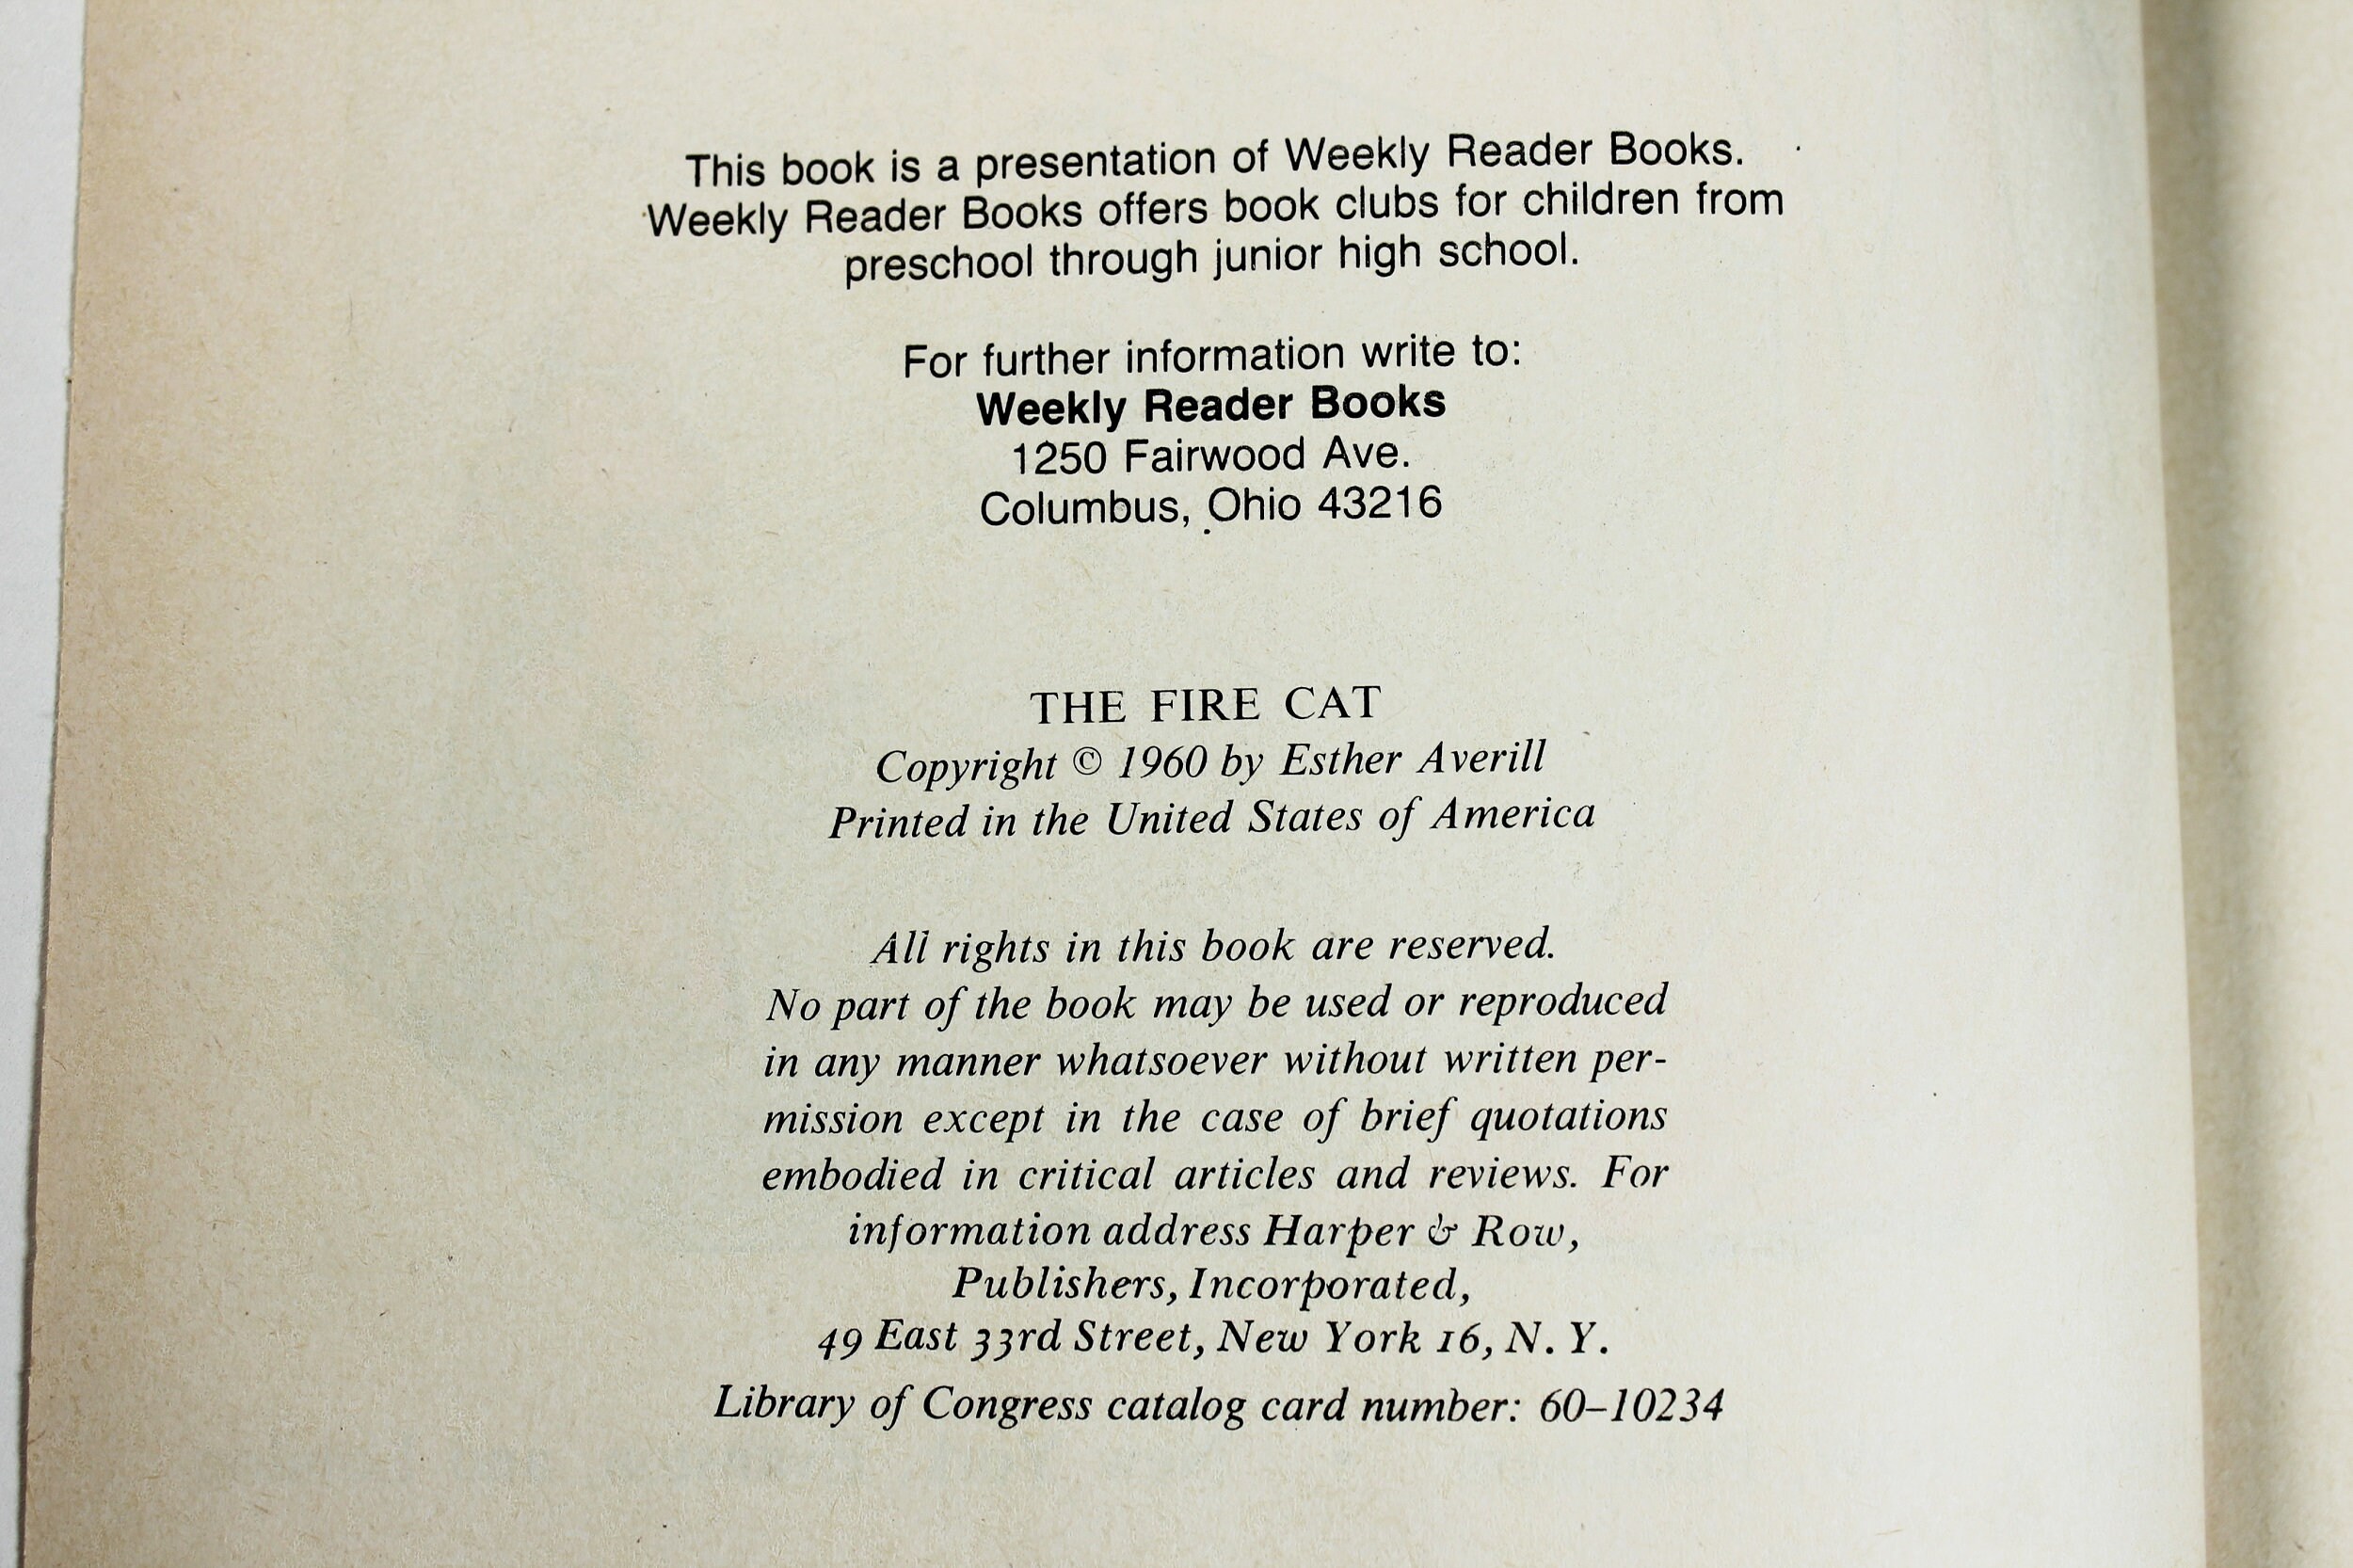 This book is a presentation of Weekly Reader Books.
Weekly Reader Books offers book clubs for children from
preschool through junior high school.
For further information write to:
Weekly Reader Books
1250 Fairwood Ave.
Columbus, Ohio 43216
THE FIRE CAT
Copyright © 1960 by Esther Averill
Printed in the United States of America
All rights in this book are reserved.
No part of the book may be used or reproduced
in any manner whatsoever without written per-
mission except in the case of brief quotations
embodied in critical articles and reviews. For
information address Harper & Row,
Publishers, Incorporated,
49 East 33rd Street, New York 16, N. Y.
Library of Congress catalog card number: 60–10234